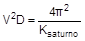 V²D = 4π² / K_saturno